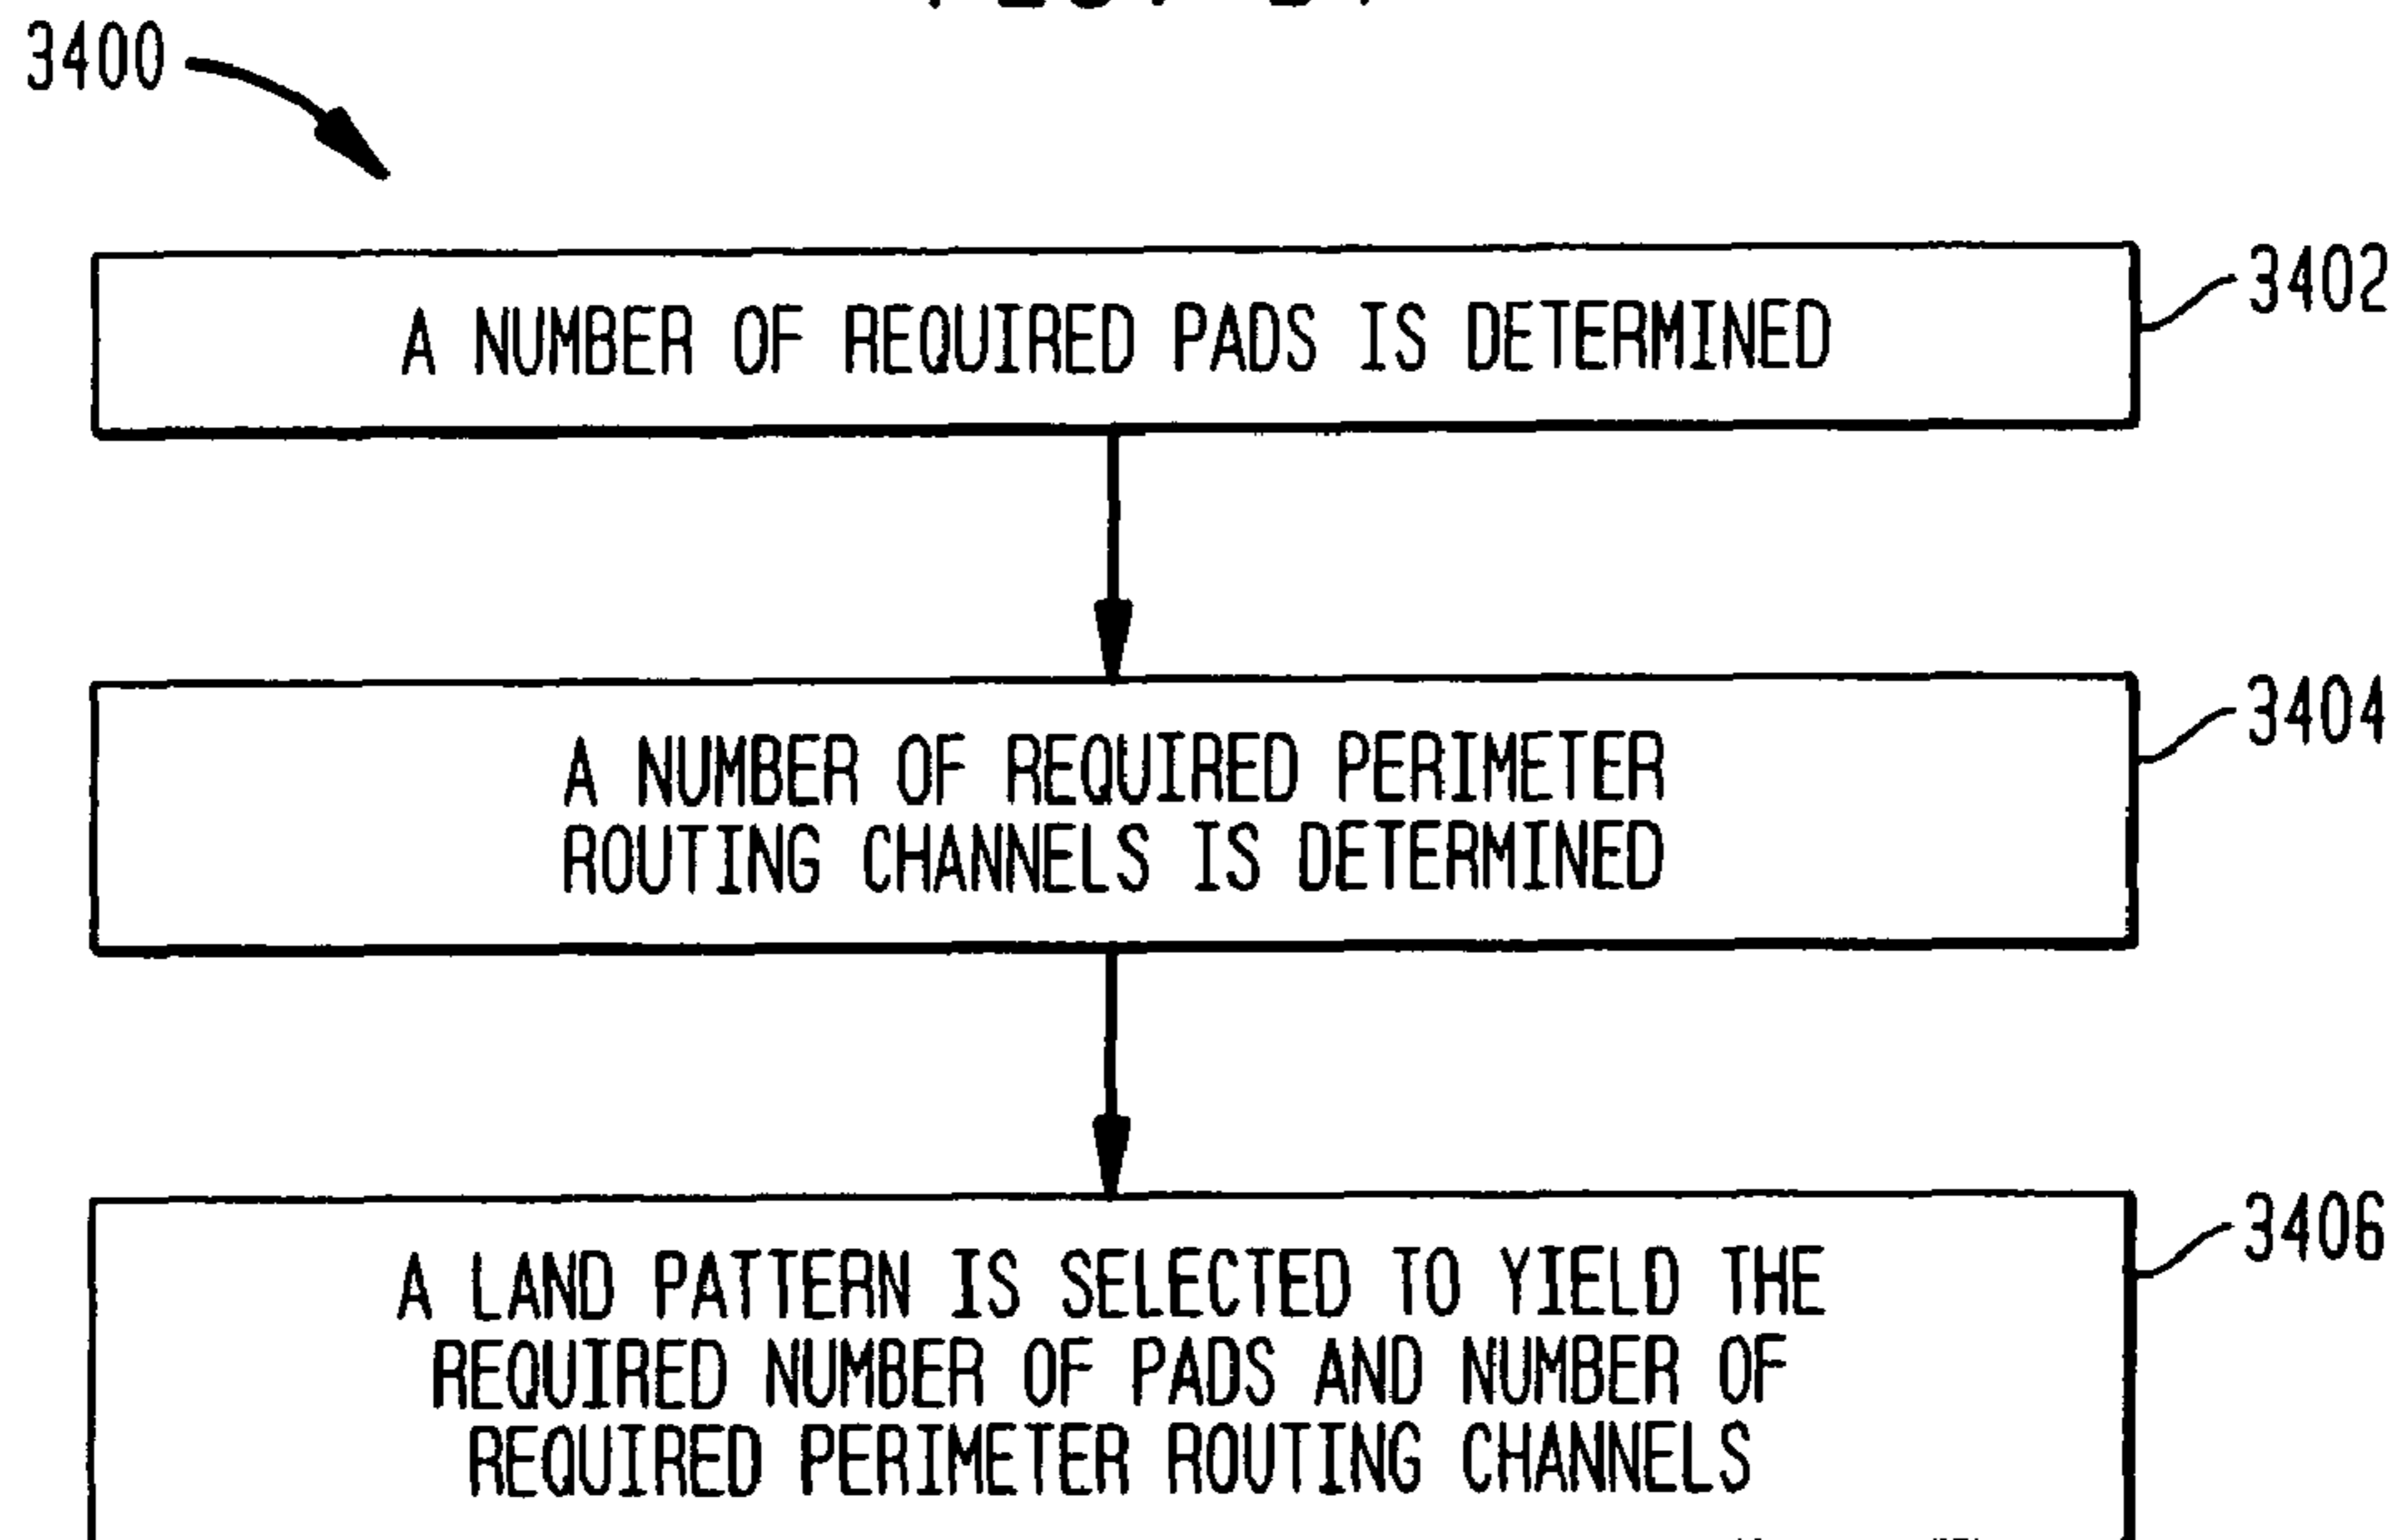 3400
A NUMBER OF REQUIRED PADS IS DETERMINED
3402
A NUMBER OF REQUIRED PERIMETER
ROUTING CHANNELS IS DETERMINED
3404
A LAND PATTERN IS SELECTED TO YIELD THE
REQUIRED NUMBER OF PADS AND NUMBER OF
REQUIRED PERIMETER ROUTING CHANNELS
3406